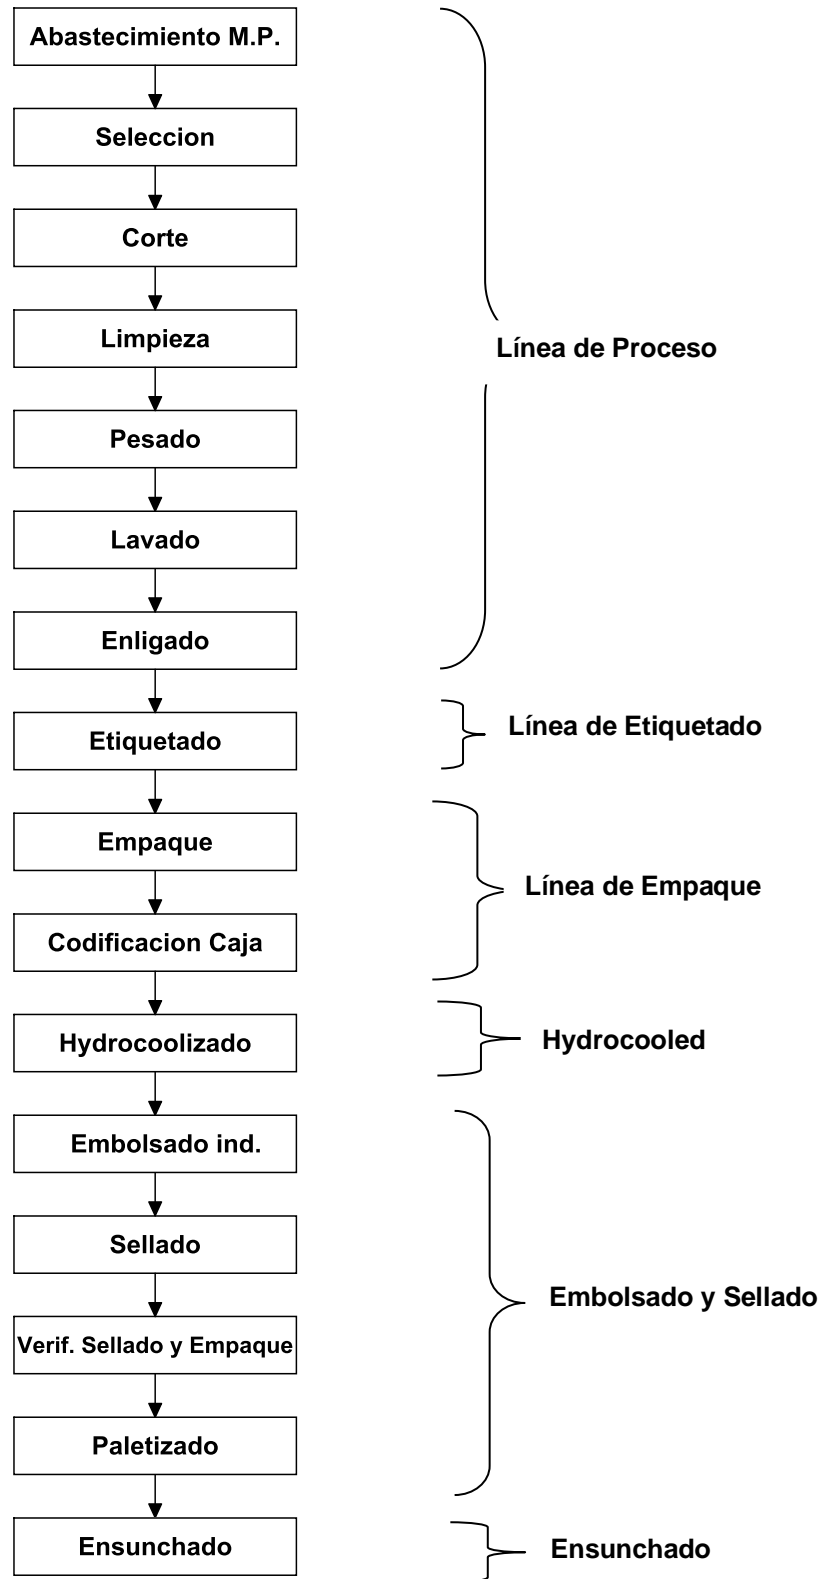 Abastecimiento M.P.
Seleccion
Corte
Limpieza
Línea de Proceso
Pesado
Lavado
Enligado
Etiquetado
Línea de Etiquetado
Empaque
Línea de Empaque
Codificacion Caja
Hydrocoolizado
Hydrocooled
Embolsado ind.
Sellado
Embolsado y Sellado
Verif. Sellado y Empaque
Paletizado
Ensunchado
Ensunchado